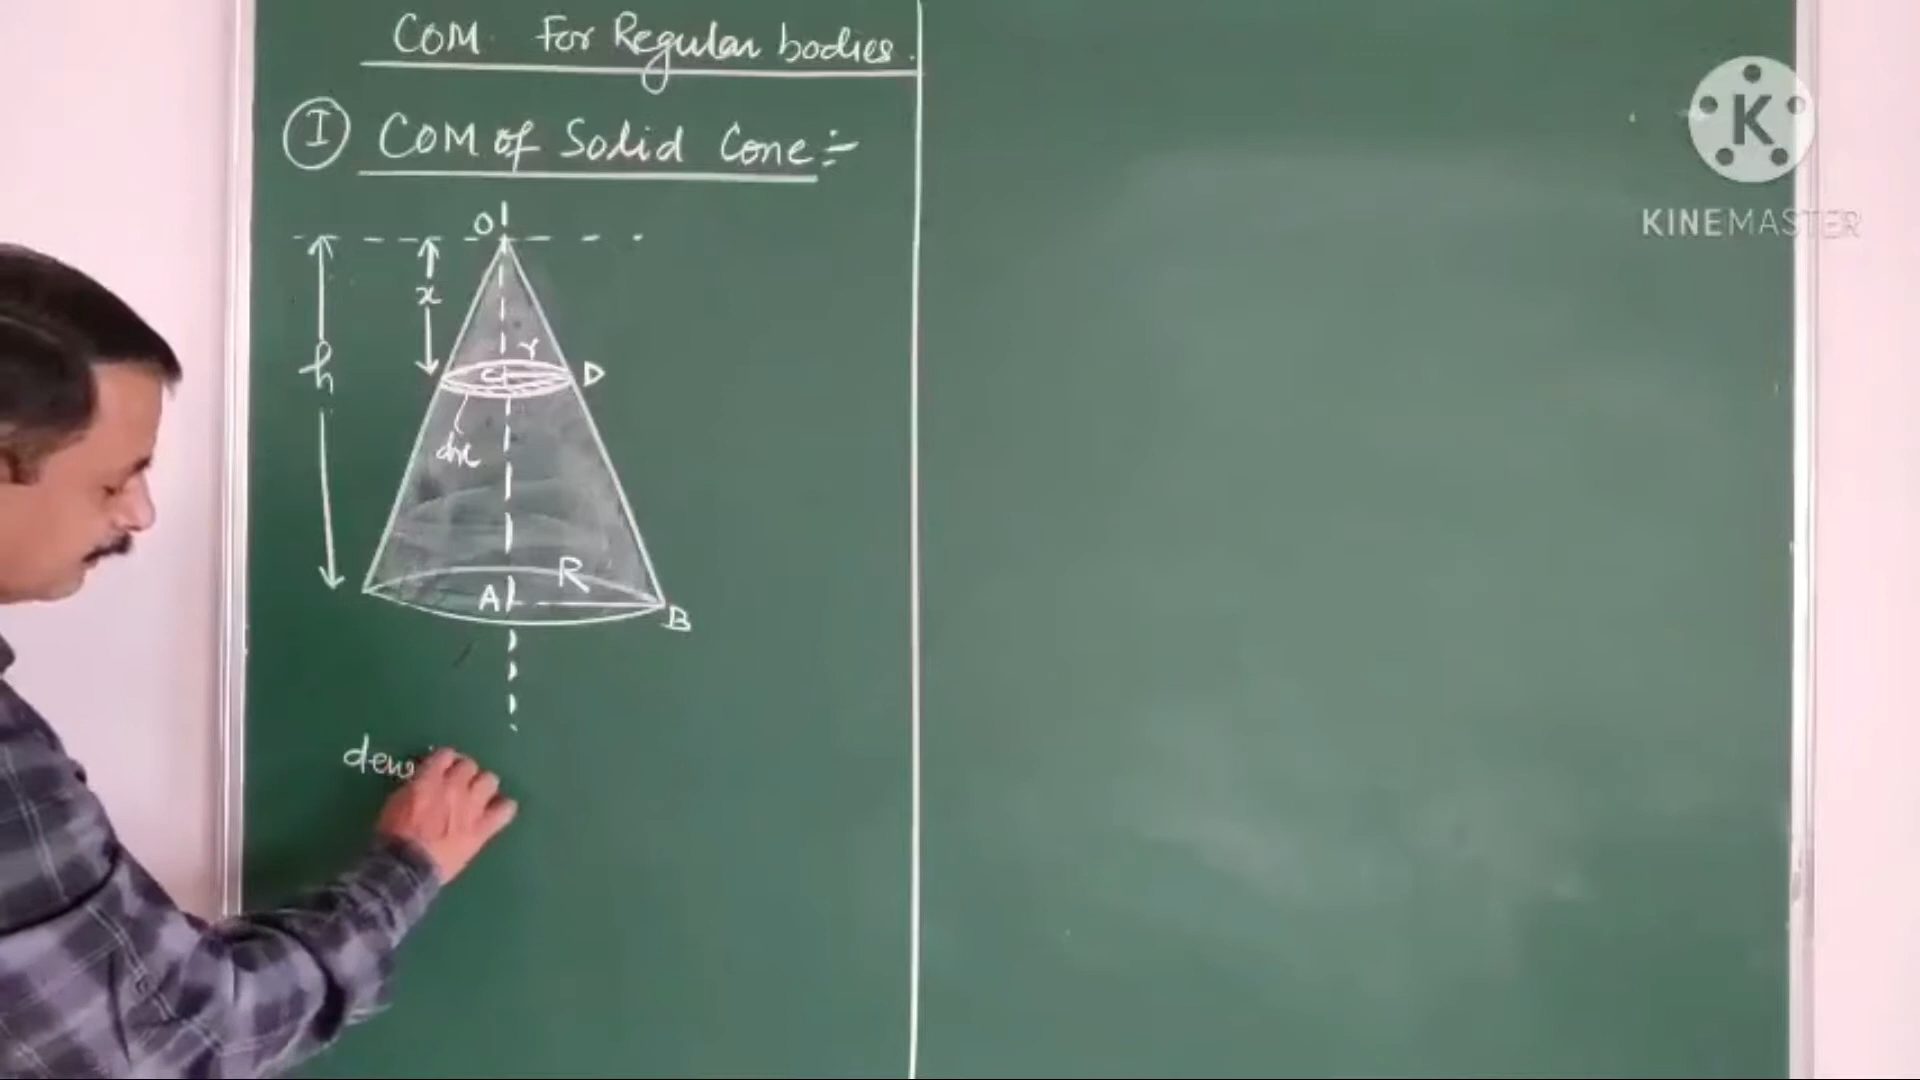 COM For Regular bodies.
I COM of Solid Cone :-
O
x
h
r
C D
dx
R
A B
K
KINEMASTER